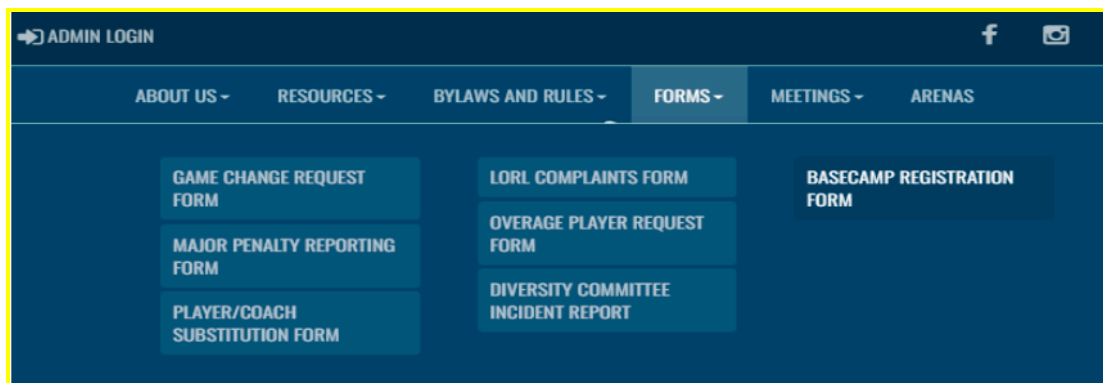 ADMIN LOGIN
ABOUT US
RESOURCES
BYLAWS AND RULES
FORMS
MEETINGS
ARENAS
GAME CHANGE REQUEST
FORM
MAJOR PENALTY REPORTING
FORM
PLAYER/COACH
SUBSTITUTION FORM
LORL COMPLAINTS FORM
OVERAGE PLAYER REQUEST
FORM
DIVERSITY COMMITTEE
INCIDENT REPORT
BASECAMP REGISTRATION
FORM